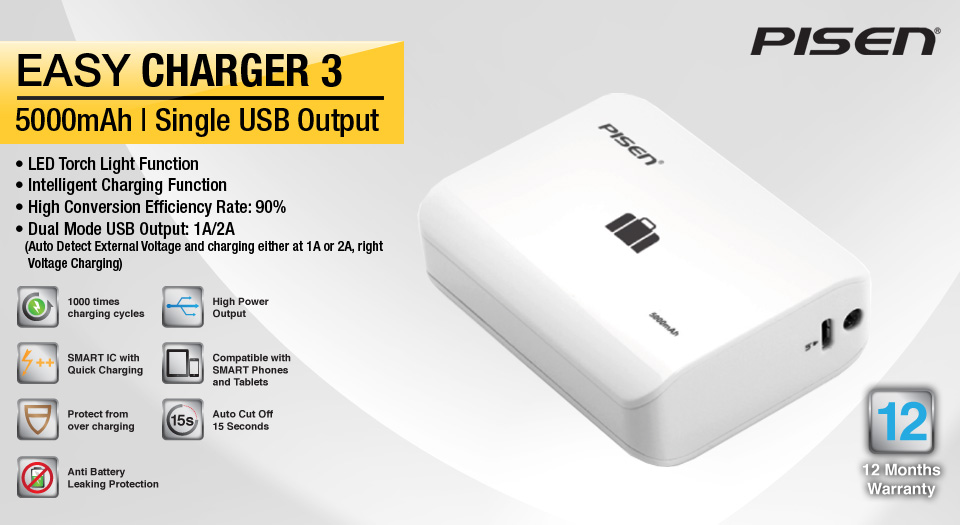 PISEN®
EASY CHARGER 3
5000mAh | Single USB Output
• LED Torch Light Function
• Intelligent Charging Function
• High Conversion Efficiency Rate: 90%
• Dual Mode USB Output: 1A/2A
(Auto Detect External Voltage and charging either at 1A or 2A, right
Voltage Charging)
1000 times
charging cycles
High Power
Output
SMART IC with
Quick Charging
Compatible with
SMART Phones
and Tablets
Protect from
over charging
15s
Auto Cut Off
15 Seconds
Anti Battery
Leaking Protection
PISEN®
5000mAh
12
12 Months
Warranty